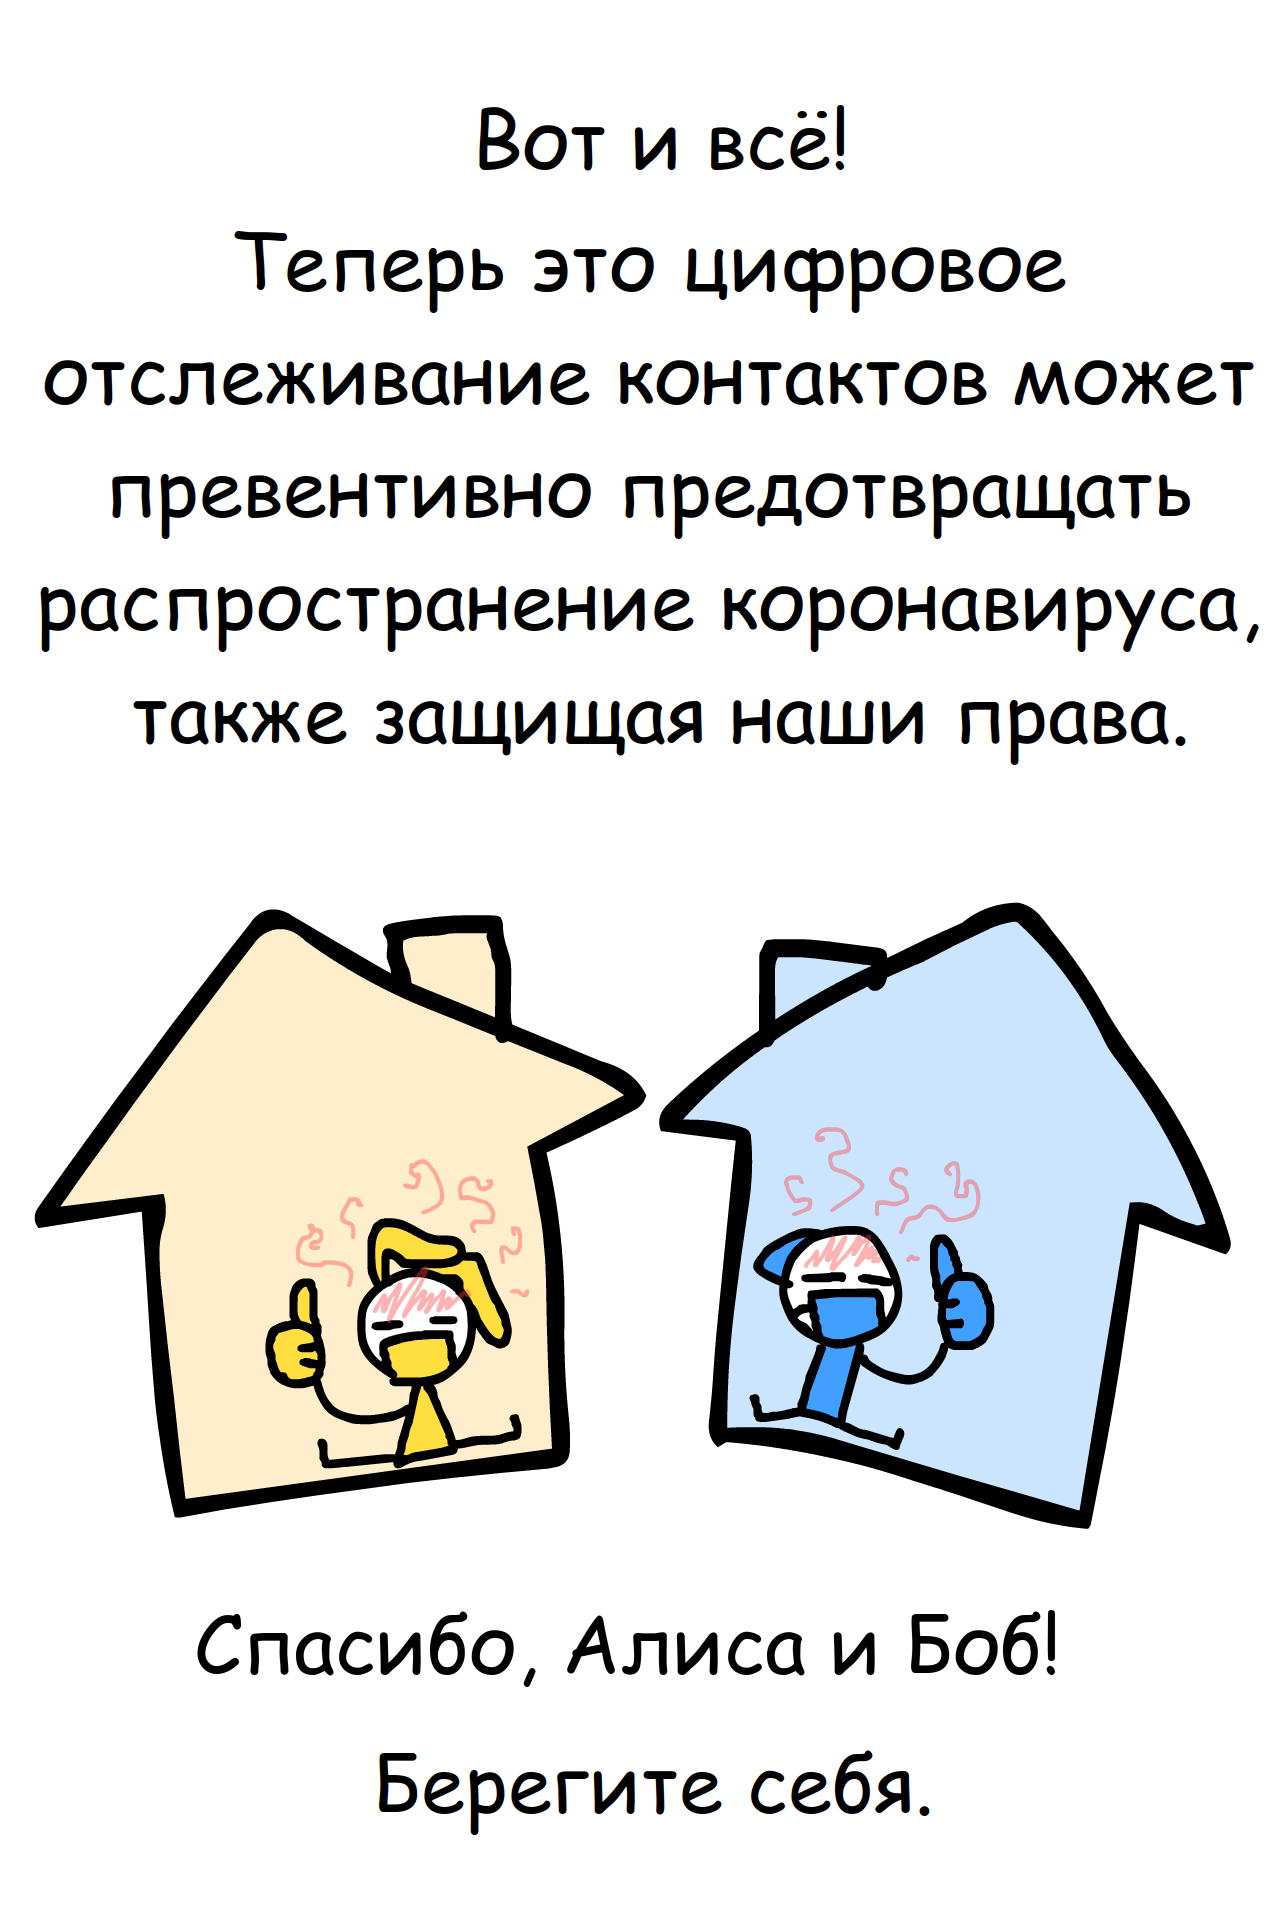 Вот и всё!
Теперь это цифровое
отслеживание контактов может
превентивно предотвращать
распространение коронавируса,
также защищая наши права.
Спасибо, Алиса и Боб!
Берегите себя.